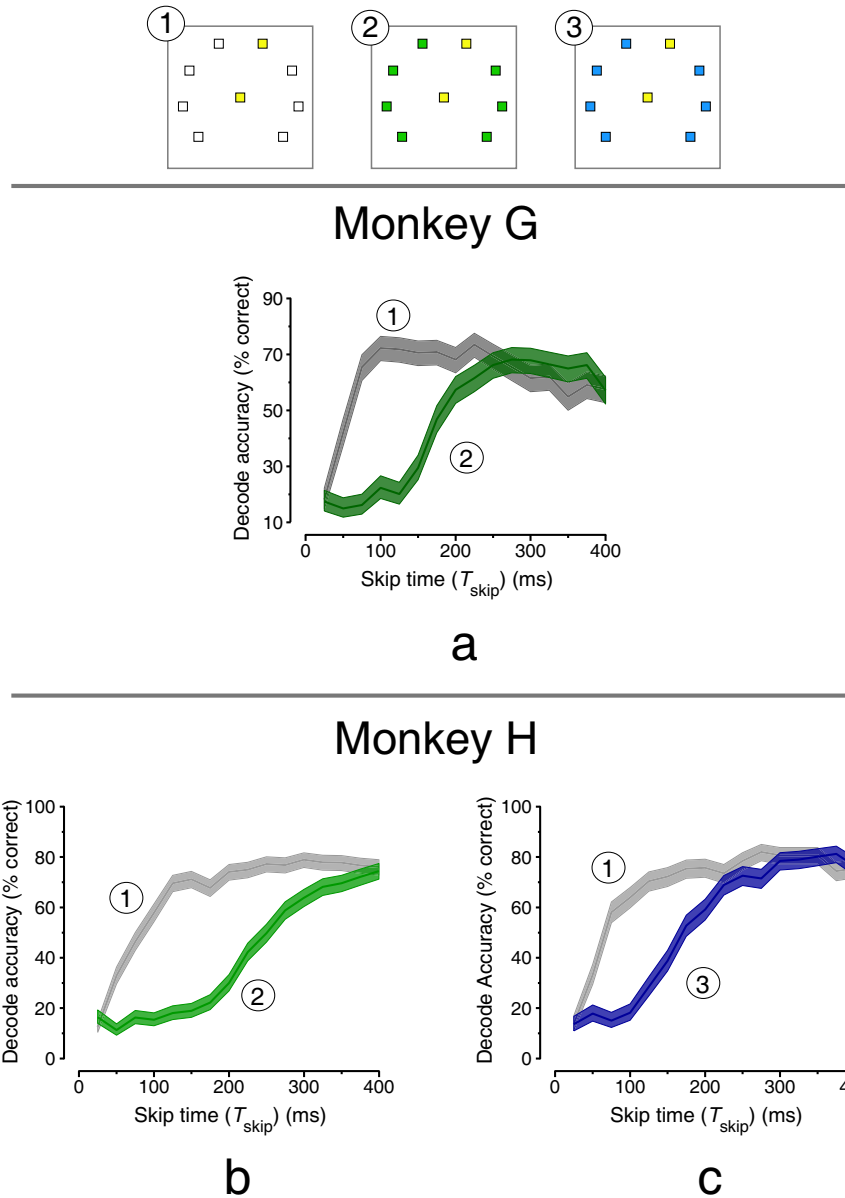 1 2 3
Monkey G
Decode accuracy (% correct)
90
70
50
30
10
1
2
0 100 200 300 400
Skip time (Tskip) (ms)
a
Monkey H
Decode accuracy (% correct)
100
80
60
40
20
0
1
2
0 100 200 300 400
Skip time (Tskip) (ms)
b
Decode Accuracy (% correct)
100
80
60
40
20
0
1
3
0 100 200 300
Skip time (Tskip) (ms)
c